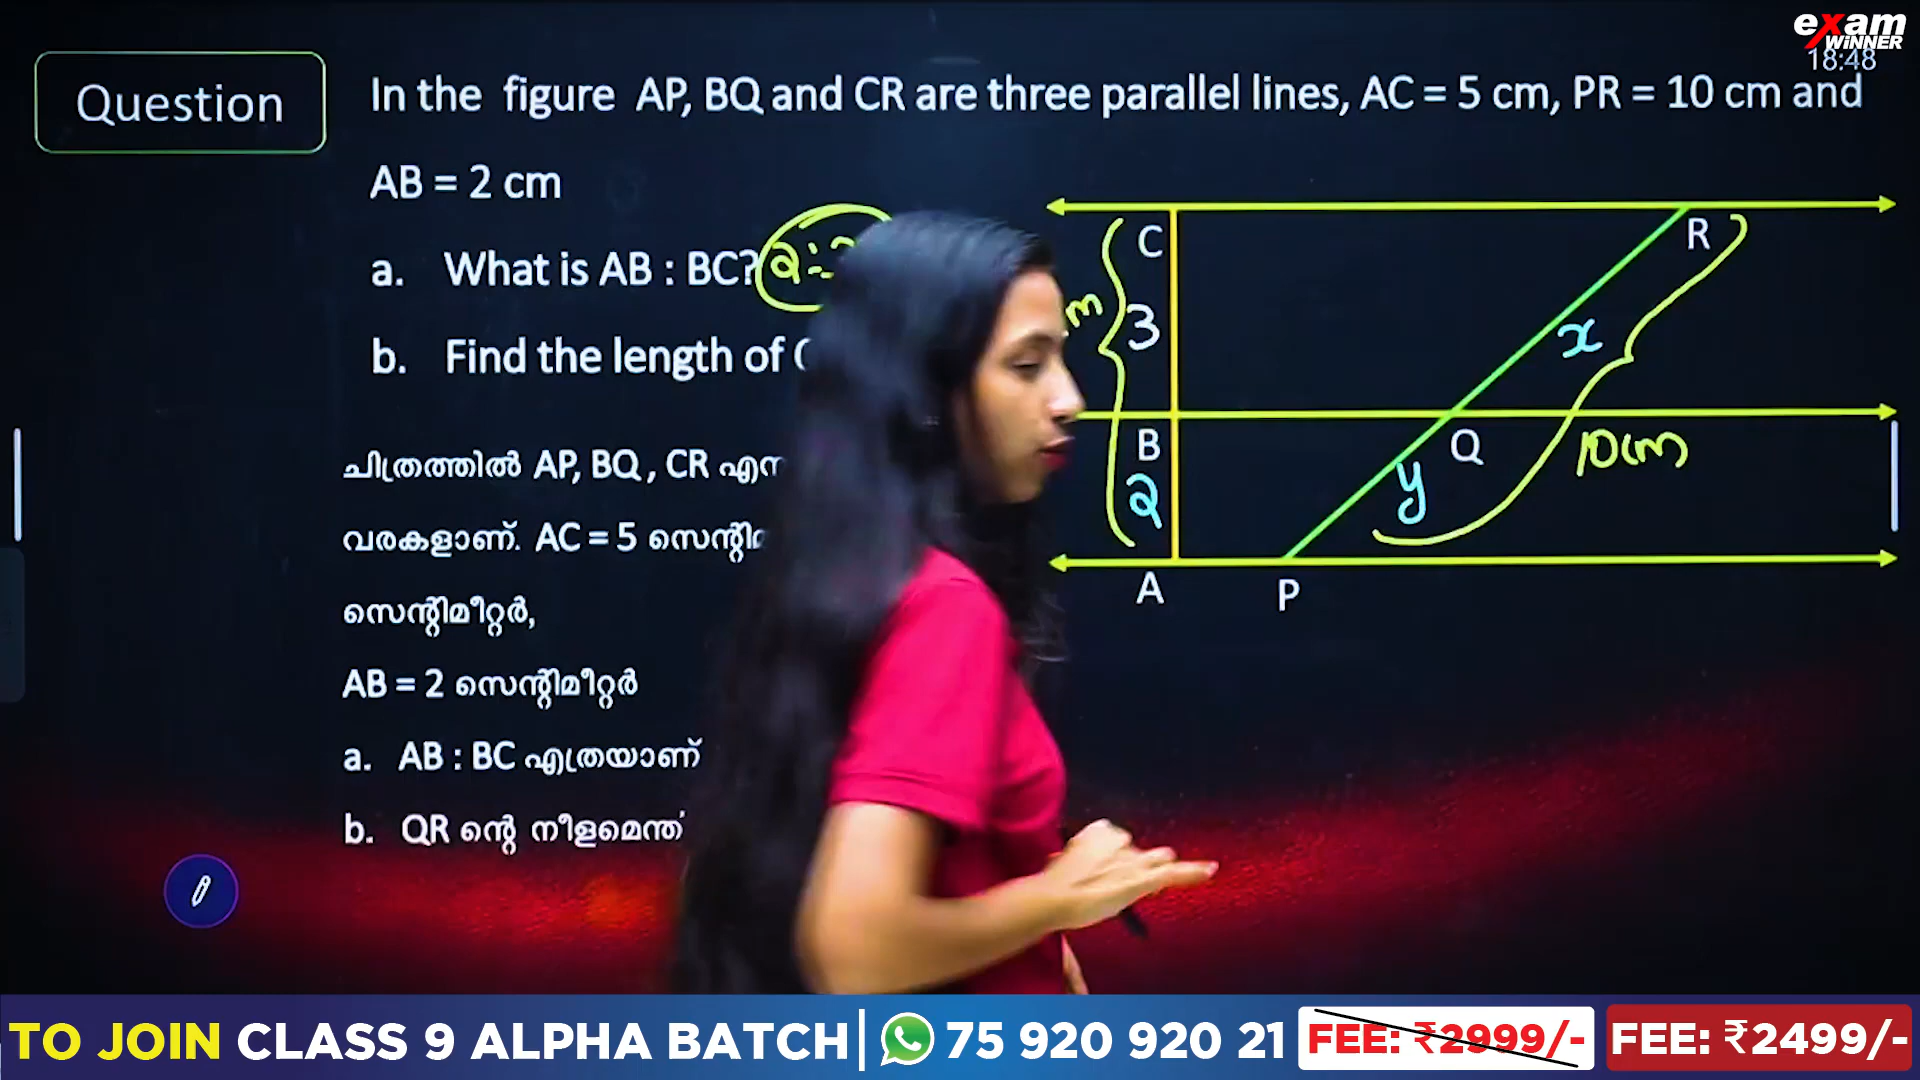 exam
WINNER
18:48
Question
In the figure AP, BQ and CR are three parallel lines, AC = 5 cm, PR = 10 cm and
AB = 2 cm
a. What is AB : BC? 2:
b. Find the length of
C
R
m
3
x
B
Q
10cm
2
y
A
P
ചിത്രത്തിൽ AP, BQ , CR
വരകളാണ്. AC = 5
സെന്റിമീറ്റർ,
AB = 2 സെന്റിമീറ്റർ
a. AB : BC എത്രയാണ്
b. QR ന്റെ നീളമെന്ത്
TO JOIN CLASS 9 ALPHA BATCH 75 920 920 21 FEE: ₹2999/- FEE: ₹2499/-